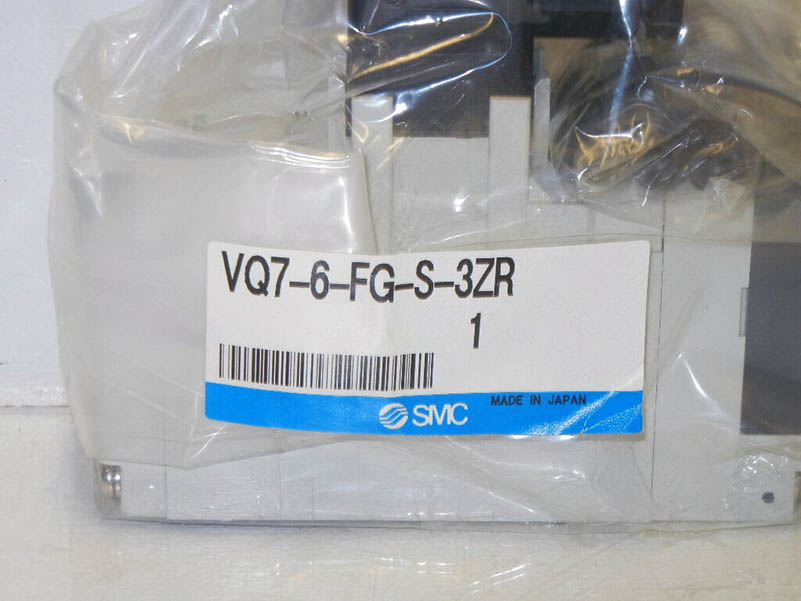 VQ7-6-FG-S-3ZR
1
SMC
MADE IN JAPAN